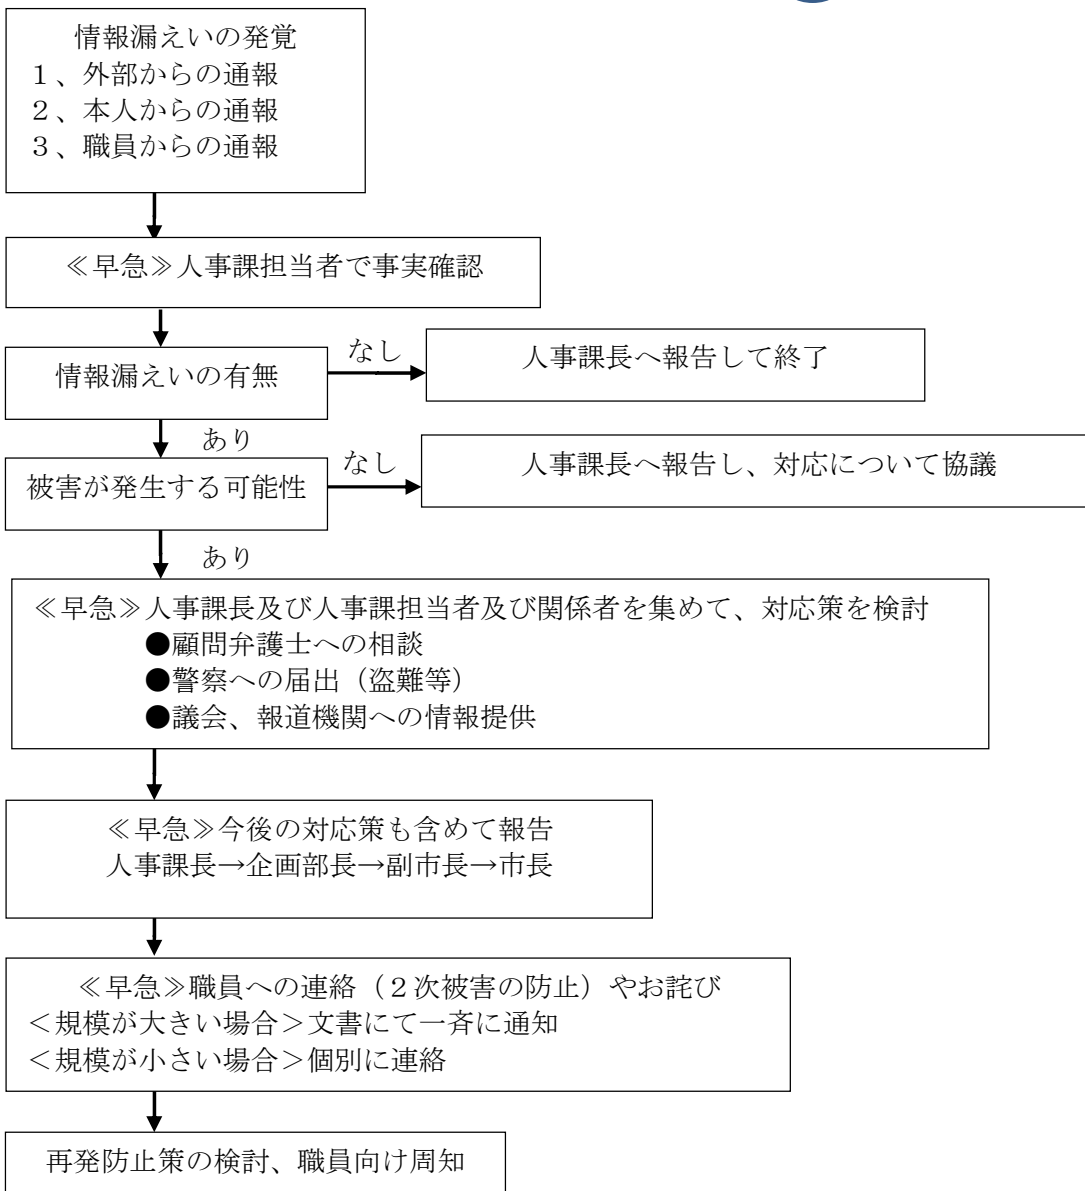 情報漏えいの発覚
１、外部からの通報
２、本人からの通報
３、職員からの通報
≪早急≫人事課担当者で事実確認
情報漏えいの有無
なし
人事課長へ報告して終了
あり
被害が発生する可能性
なし
人事課長へ報告し、対応について協議
あり
≪早急≫人事課長及び人事課担当者及び関係者を集めて、対応策を検討
●顧問弁護士への相談
●警察への届出（盗難等）
●議会、報道機関への情報提供
≪早急≫今後の対応策も含めて報告
人事課長→企画部長→副市長→市長
≪早急≫職員への連絡（２次被害の防止）やお詫び
＜規模が大きい場合＞文書にて一斉に通知
＜規模が小さい場合＞個別に連絡
再発防止策の検討、職員向け周知